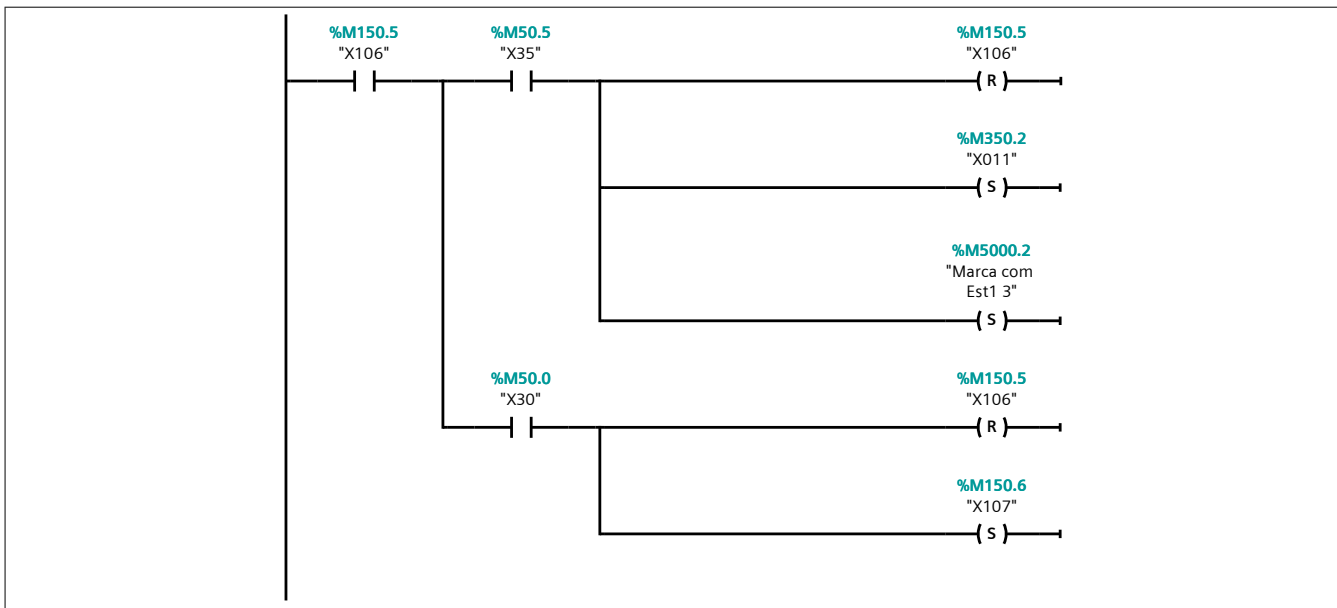 %M150.5
"X106"
%M50.5
"X35"
%M150.5
"X106"
R
%M350.2
"X011"
S
%M5000.2
"Marca com
Est1 3"
S
%M50.0
"X30"
%M150.5
"X106"
R
%M150.6
"X107"
S